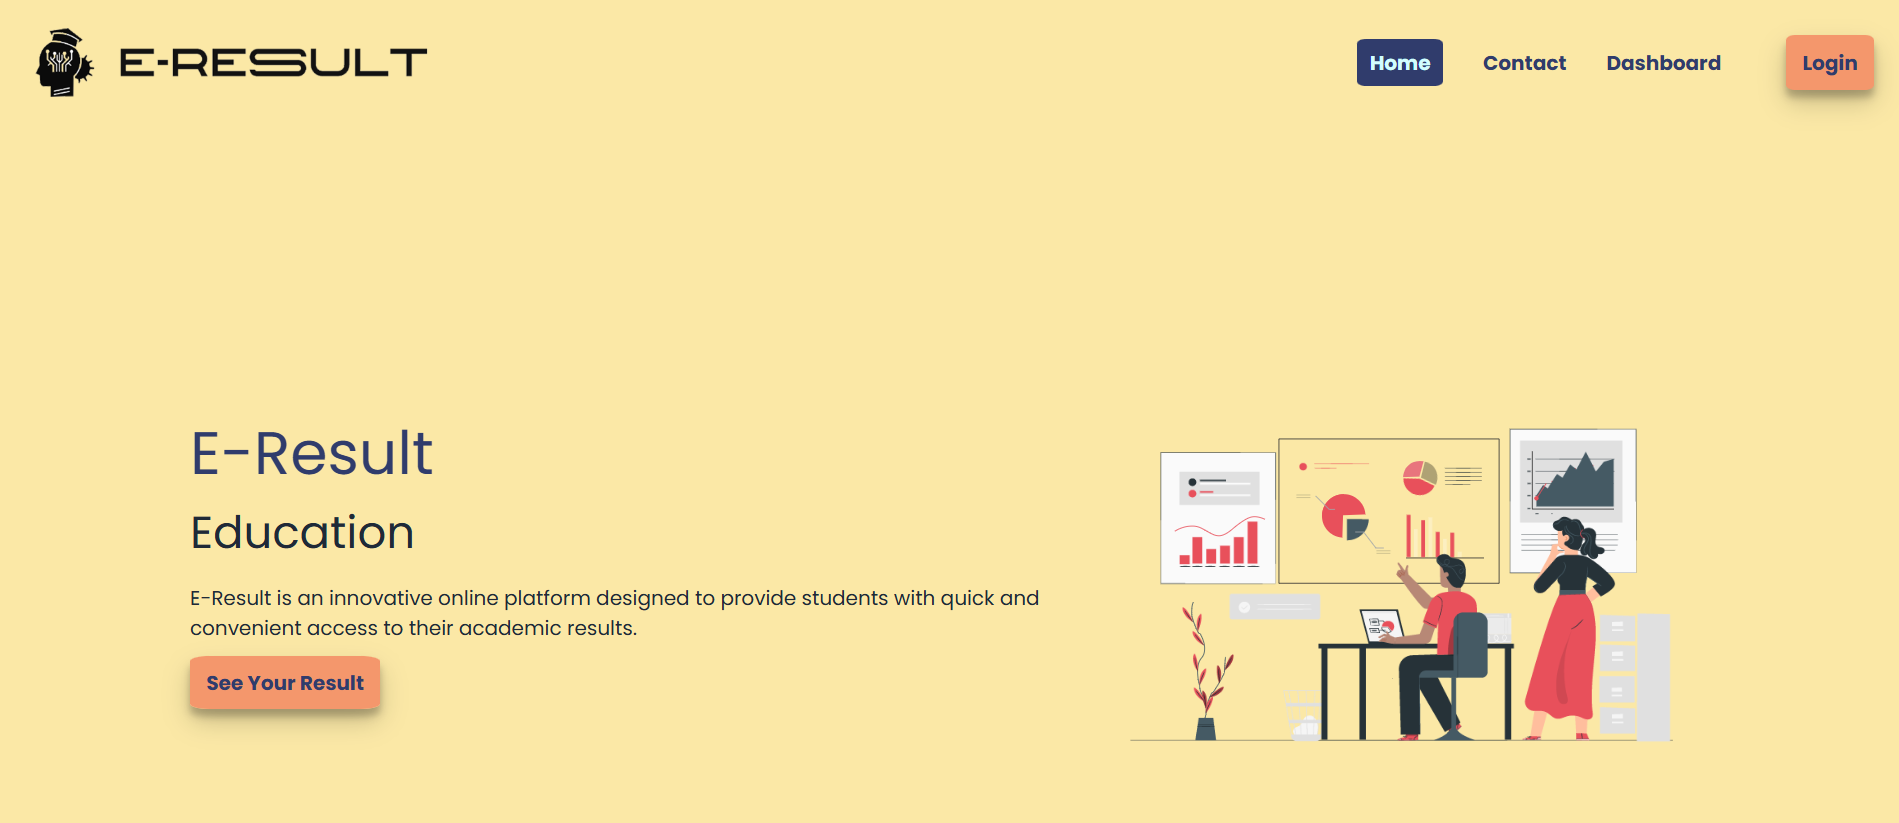 E-RESULT
Home
Contact
Dashboard
Login
E-Result
Education
E-Result is an innovative online platform designed to provide students with quick and
convenient access to their academic results.
See Your Result